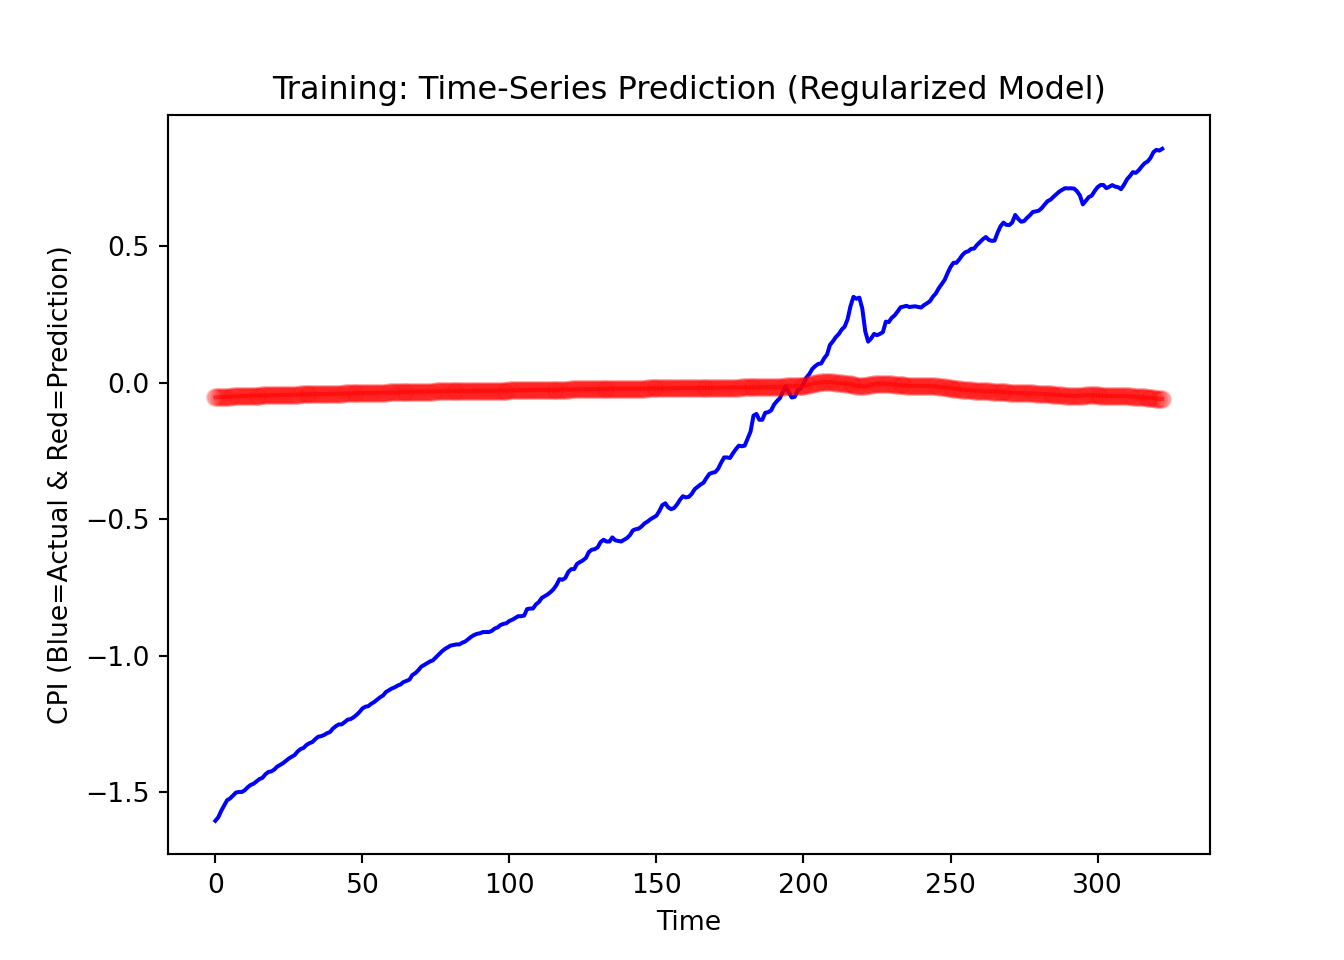 Training: Time-Series Prediction (Regularized Model)
CPI (Blue=Actual & Red=Prediction)
0.5
0.0
−0.5
−1.0
−1.5
0 50 100 150 200 250 300
Time